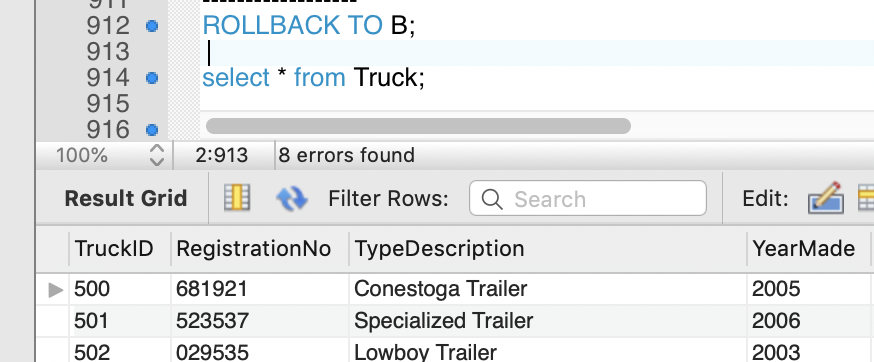 911 ------------------
912 ROLLBACK TO B;
913
914 select * from Truck;
915
916
100% 2:913 8 errors found
Result Grid Filter Rows: Search Edit:
TruckID RegistrationNo TypeDescription YearMade
500 681921 Conestoga Trailer 2005
501 523537 Specialized Trailer 2006
502 029535 Lowboy Trailer 2003